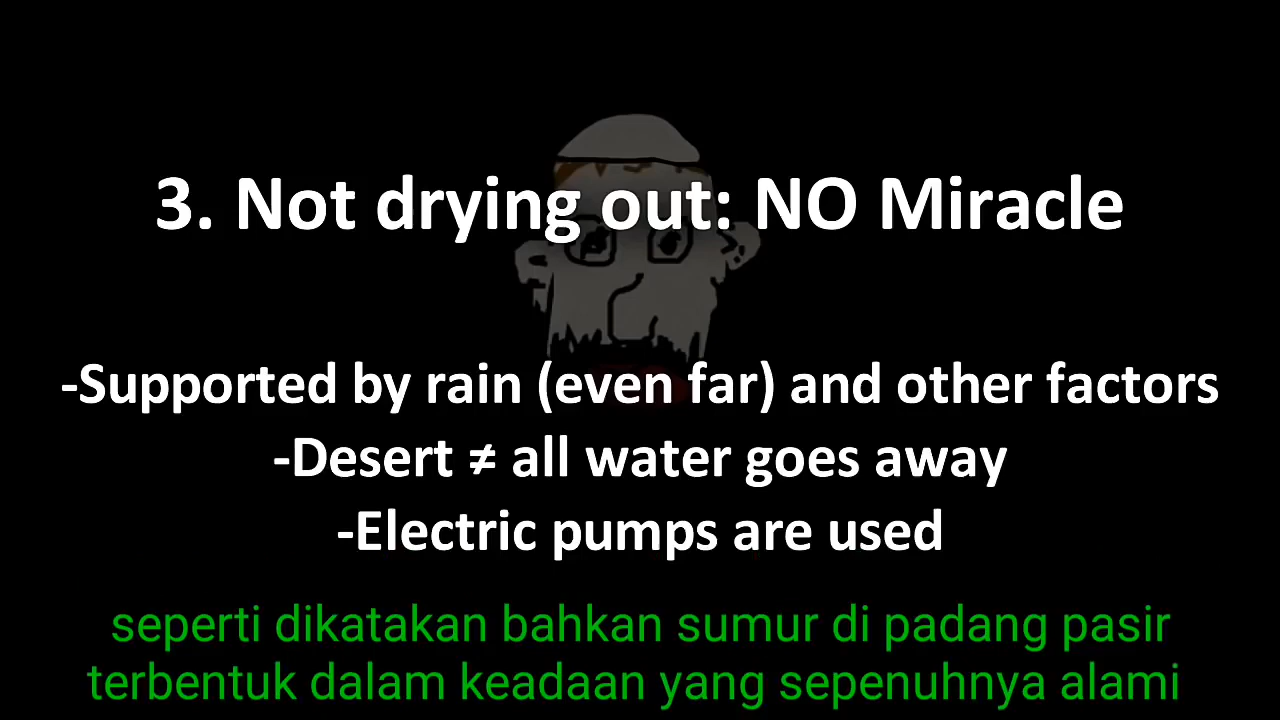 3. Not drying out: NO Miracle
-Supported by rain (even far) and other factors
-Desert ≠ all water goes away
-Electric pumps are used
seperti dikatakan bahkan sumur di padang pasir
terbentuk dalam keadaan yang sepenuhnya alami